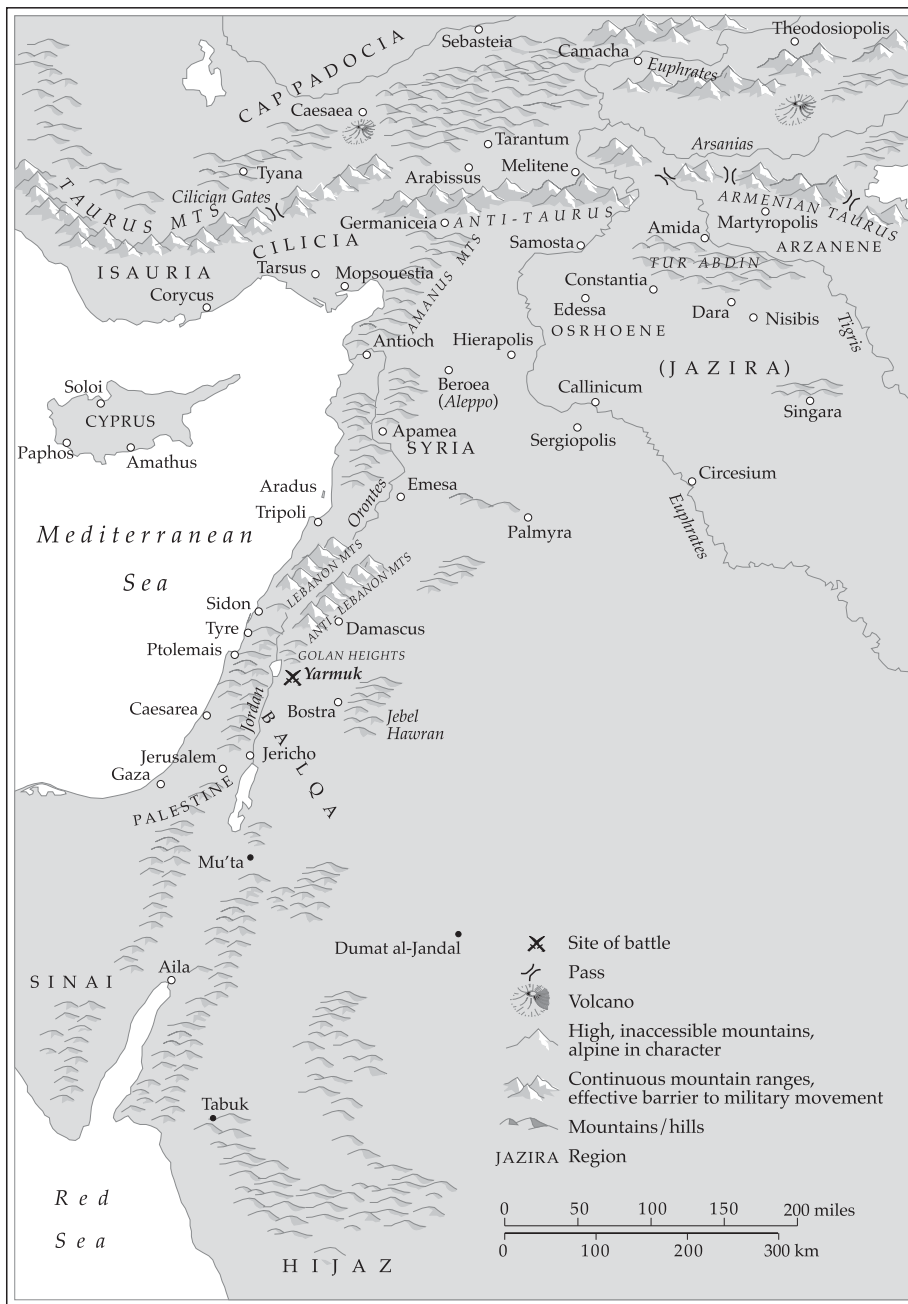 Theodosiopolis
Sebasteia
Camacha
Euphrates
CAPPADOCIA
Caesaea
Tarantum
Arsanias
Melitene
Tyana
Arabissus
Cilician Gates
TAURUS MTS
ARMENIAN TAURUS
Martyropolis
Germaniceia
ANTI-TAURUS
Amida
CILICIA
Samosta
ARZANENE
ISAURIA
Tarsus
Mopsouestia
AMANUS MTS
TUR ABDIN
Constantia
Corycus
Edessa
Dara
Nisibis
OSRHOENE
Tigris
Antioch
Hierapolis
(JAZIRA)
Beroea
(Aleppo)
Soloi
Callinicum
CYPRUS
Singara
Paphos
Amathus
Apamea
SYRIA
Sergiopolis
Circesium
Aradus
Emesa
Orontes
Tripoli
Palmyra
Euphrates
Mediterranean
Sea
LEBANON MTS
ANTI-LEBANON MTS
Sidon
Tyre
Damascus
Ptolemais
GOLAN HEIGHTS
Yarmuk
Caesarea
Jordan
Bostra
Jebel
Hawran
BALQA
Jerusalem
Jericho
Gaza
PALESTINE
Mu'ta
Dumat al-Jandal
SINAI
Aila
Tabuk
Red
Sea
HIJAZ
Site of battle
Pass
Volcano
High, inaccessible mountains,
alpine in character
Continuous mountain ranges,
effective barrier to military movement
Mountains/hills
JAZIRA Region
0 50 100 150 200 miles
0 100 200 300 km